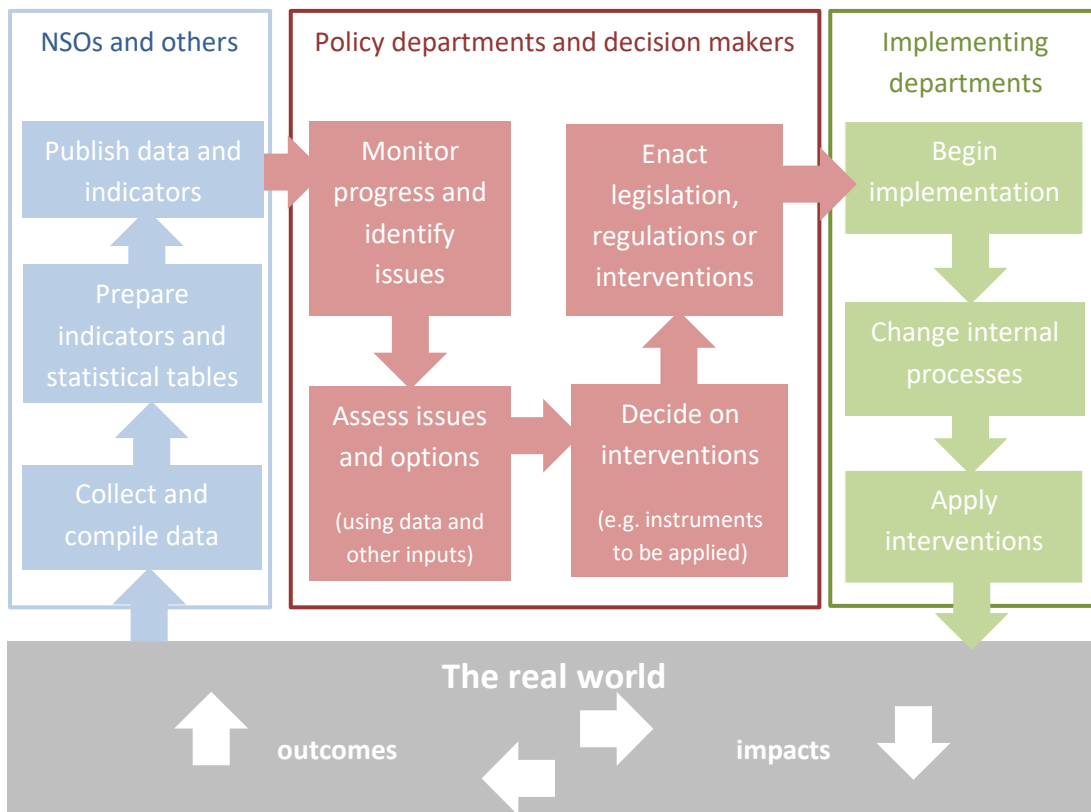 NSOs and others
Publish data and
indicators
Prepare
indicators and
statistical tables
Collect and
compile data
Policy departments and decision makers
Monitor
progress and
identify
issues
Assess issues
and options
(using data and
other inputs)
Decide on
interventions
(e.g. instruments
to be applied)
Enact
legislation,
regulations or
interventions
Implementing
departments
Begin
implementation
Change internal
processes
Apply
interventions
The real world
outcomes
impacts